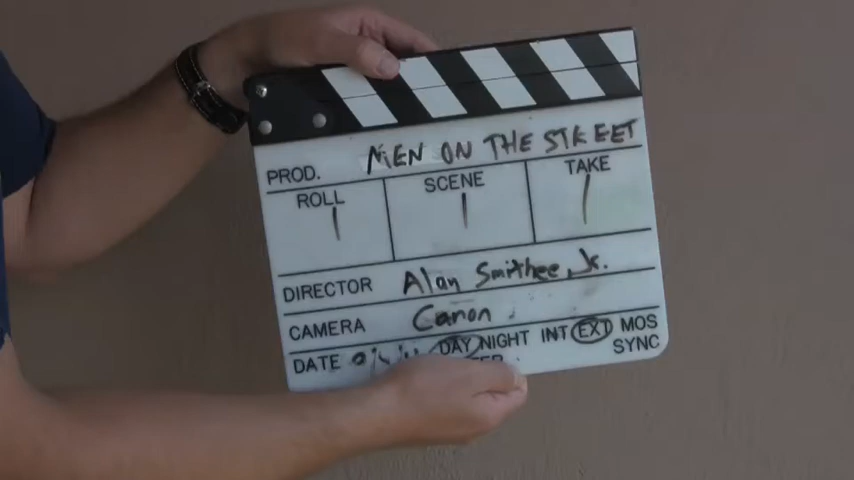 PROD. MEN ON THE STREET
ROLL SCENE TAKE
1 1 1
DIRECTOR Alan Smithee, Jr.
CAMERA Canon
DATE DAY NIGHT INT EXT MOS
SYNC